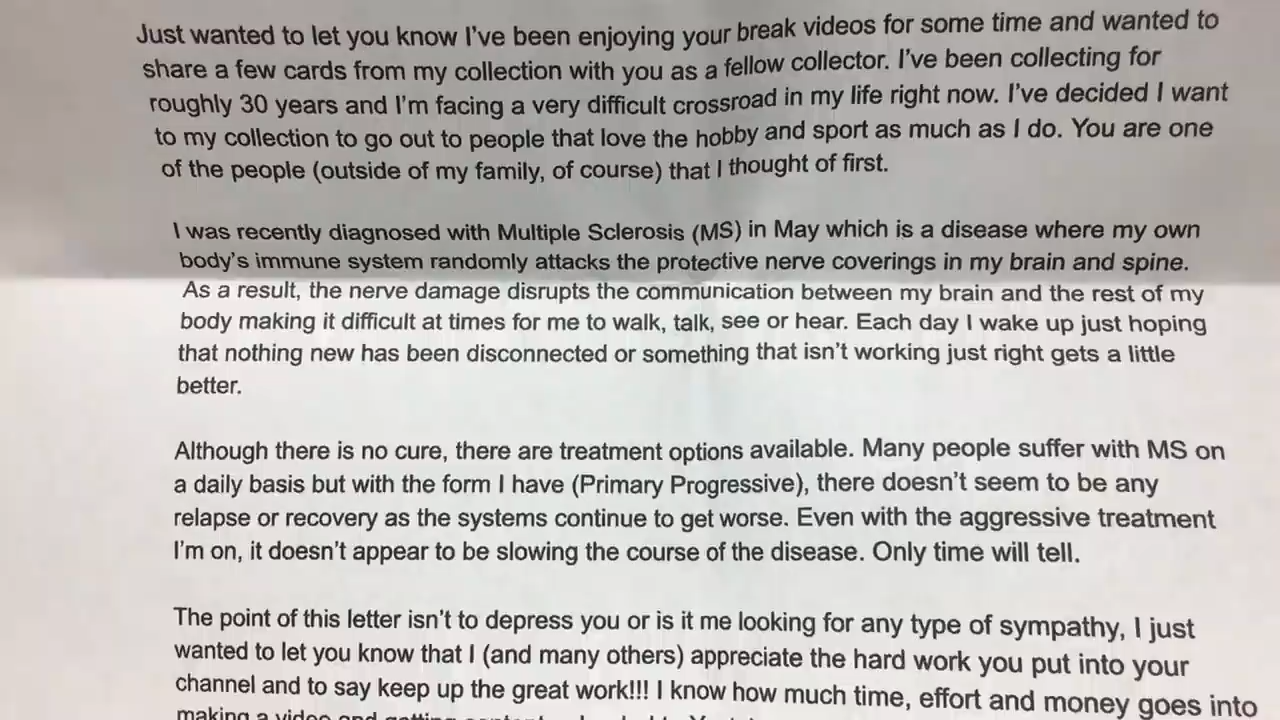 Just wanted to let you know I've been enjoying your break videos for some time and wanted to
share a few cards from my collection with you as a fellow collector. I've been collecting for
roughly 30 years and I'm facing a very difficult crossroad in my life right now. I've decided I want
to my collection to go out to people that love the hobby and sport as much as I do. You are one
of the people (outside of my family, of course) that I thought of first.
I was recently diagnosed with Multiple Sclerosis (MS) in May which is a disease where my own
body's immune system randomly attacks the protective nerve coverings in my brain and spine.
As a result, the nerve damage disrupts the communication between my brain and the rest of my
body making it difficult at times for me to walk, talk, see or hear. Each day I wake up just hoping
that nothing new has been disconnected or something that isn't working just right gets a little
better.
Although there is no cure, there are treatment options available. Many people suffer with MS on
a daily basis but with the form I have (Primary Progressive), there doesn't seem to be any
relapse or recovery as the systems continue to get worse. Even with the aggressive treatment
I'm on, it doesn't appear to be slowing the course of the disease. Only time will tell.
The point of this letter isn't to depress you or is it me looking for any type of sympathy, I just
wanted to let you know that I (and many others) appreciate the hard work you put into your
channel and to say keep up the great work!!! I know how much time, effort and money goes into
making a video and getting